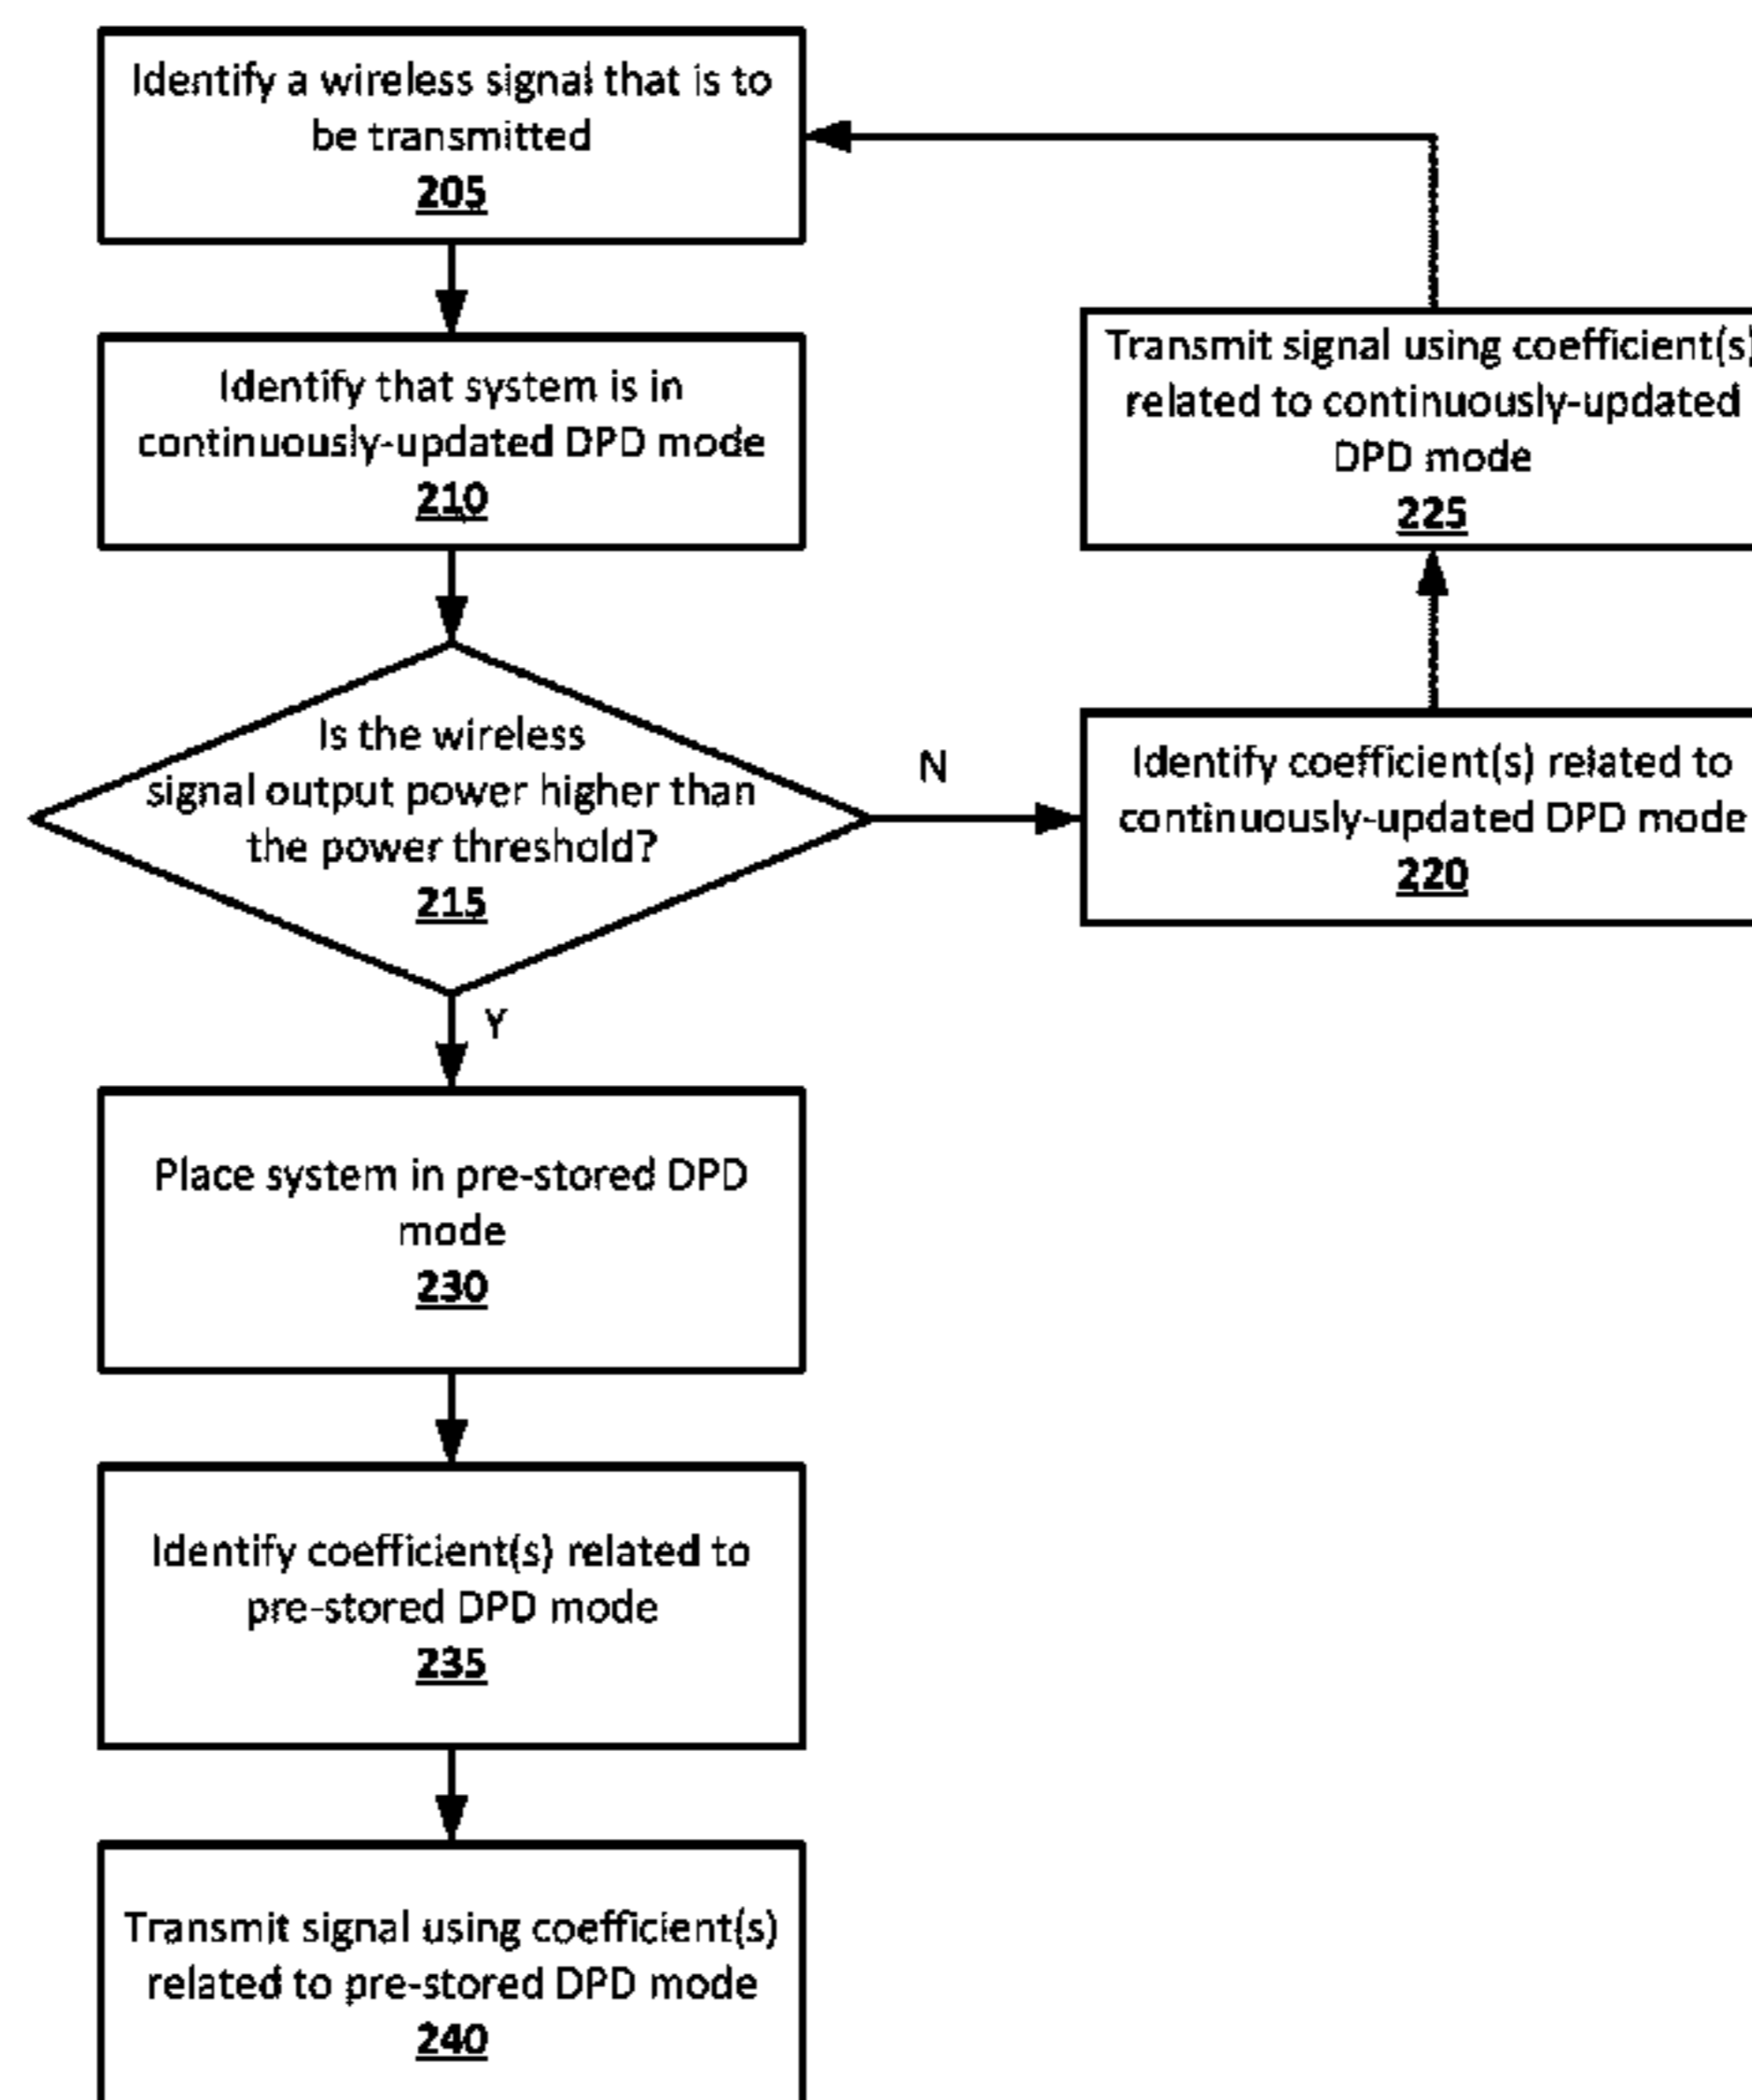 Identify a wireless signal that is to
be transmitted
205
Identify that system is in
continuously-updated DPD mode
210
Is the wireless
signal output power higher than
the power threshold?
215
N
Y
Transmit signal using coefficient(s)
related to continuously-updated
DPD mode
225
Identify coefficient(s) related to
continuously-updated DPD mode
220
Place system in pre-stored DPD
mode
230
Identify coefficient(s) related to
pre-stored DPD mode
235
Transmit signal using coefficient(s)
related to pre-stored DPD mode
240